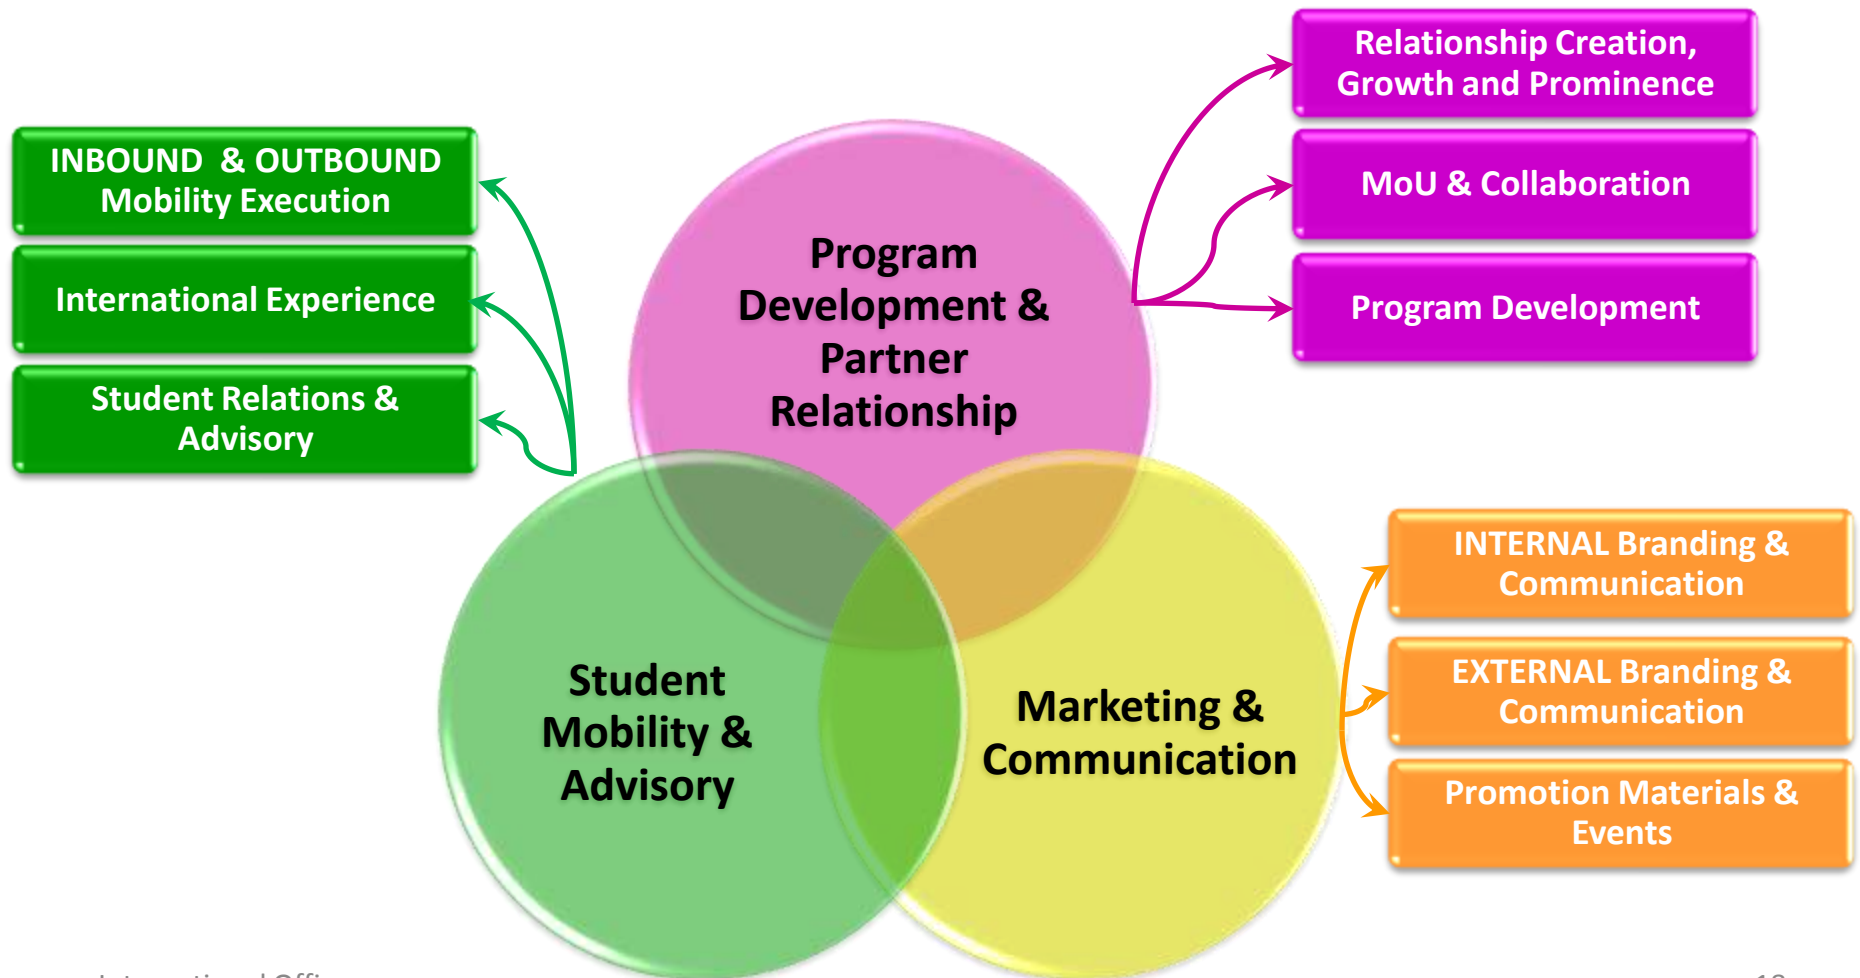 Relationship Creation,
Growth and Prominence
MoU & Collaboration
Program Development
INBOUND & OUTBOUND
Mobility Execution
International Experience
Student Relations &
Advisory
Program
Development &
Partner
Relationship
Student
Mobility &
Advisory
Marketing &
Communication
INTERNAL Branding &
Communication
EXTERNAL Branding &
Communication
Promotion Materials &
Events